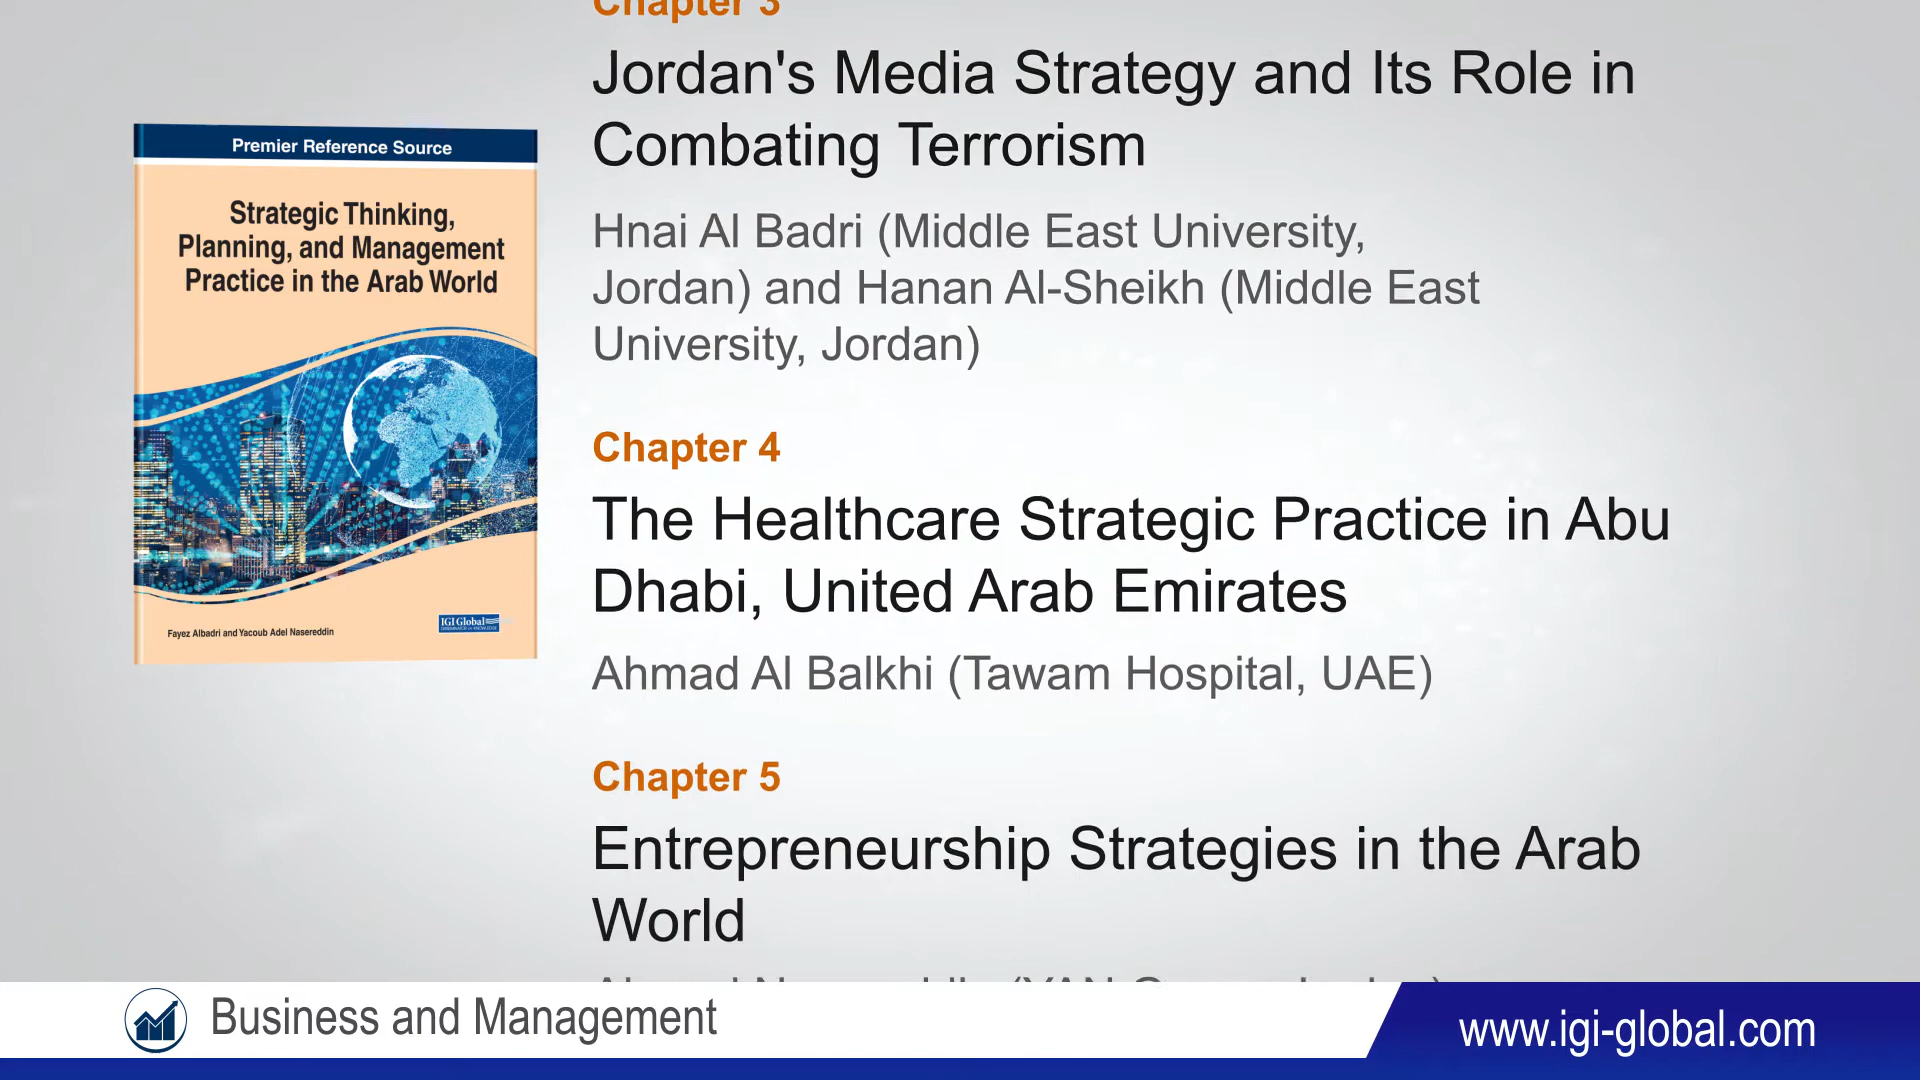 Premier Reference Source
Strategic Thinking,
Planning, and Management
Practice in the Arab World
Fayez Albadri and Yacoub Adel Nasereddin
IGI Global
Chapter 3
Jordan's Media Strategy and Its Role in
Combating Terrorism
Hnai Al Badri (Middle East University,
Jordan) and Hanan Al-Sheikh (Middle East
University, Jordan)
Chapter 4
The Healthcare Strategic Practice in Abu
Dhabi, United Arab Emirates
Ahmad Al Balkhi (Tawam Hospital, UAE)
Chapter 5
Entrepreneurship Strategies in the Arab
World
Business and Management
www.igi-global.com